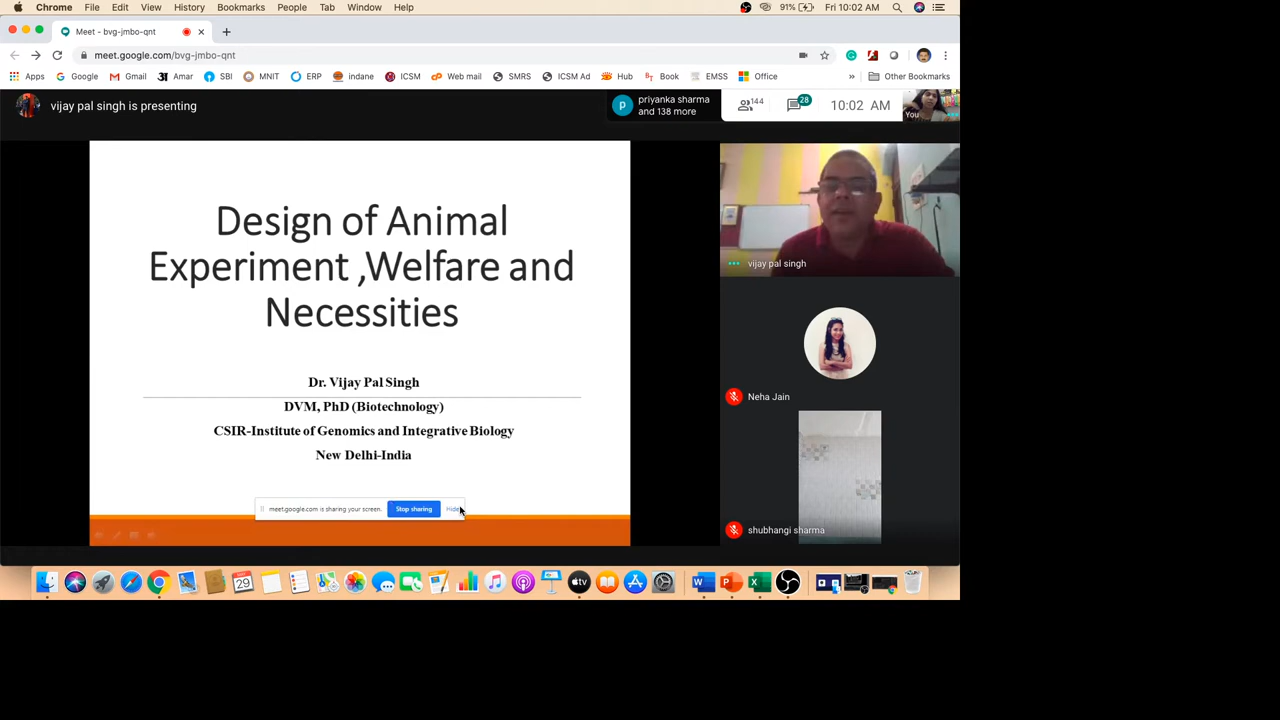 Chrome File Edit View History Bookmarks People Tab Window Help 91% Fri 10:02 AM
Meet - bvg-jmbo-qnt
meet.google.com/bvg-jmbo-qnt
Apps Google Gmail Amar SBI MNIT ERP indane ICSM Web mail SMRS ICSM Ad Hub Book EMSS Office » Other Bookmarks
vijay pal singh is presenting
priyanka sharma
and 138 more
144
28
10:02 AM
You
Design of Animal
Experiment ,Welfare and
Necessities
Dr. Vijay Pal Singh
DVM, PhD (Biotechnology)
CSIR-Institute of Genomics and Integrative Biology
New Delhi-India
meet.google.com is sharing your screen. Stop sharing Hide
vijay pal singh
Neha Jain
shubhangi sharma
29
tv